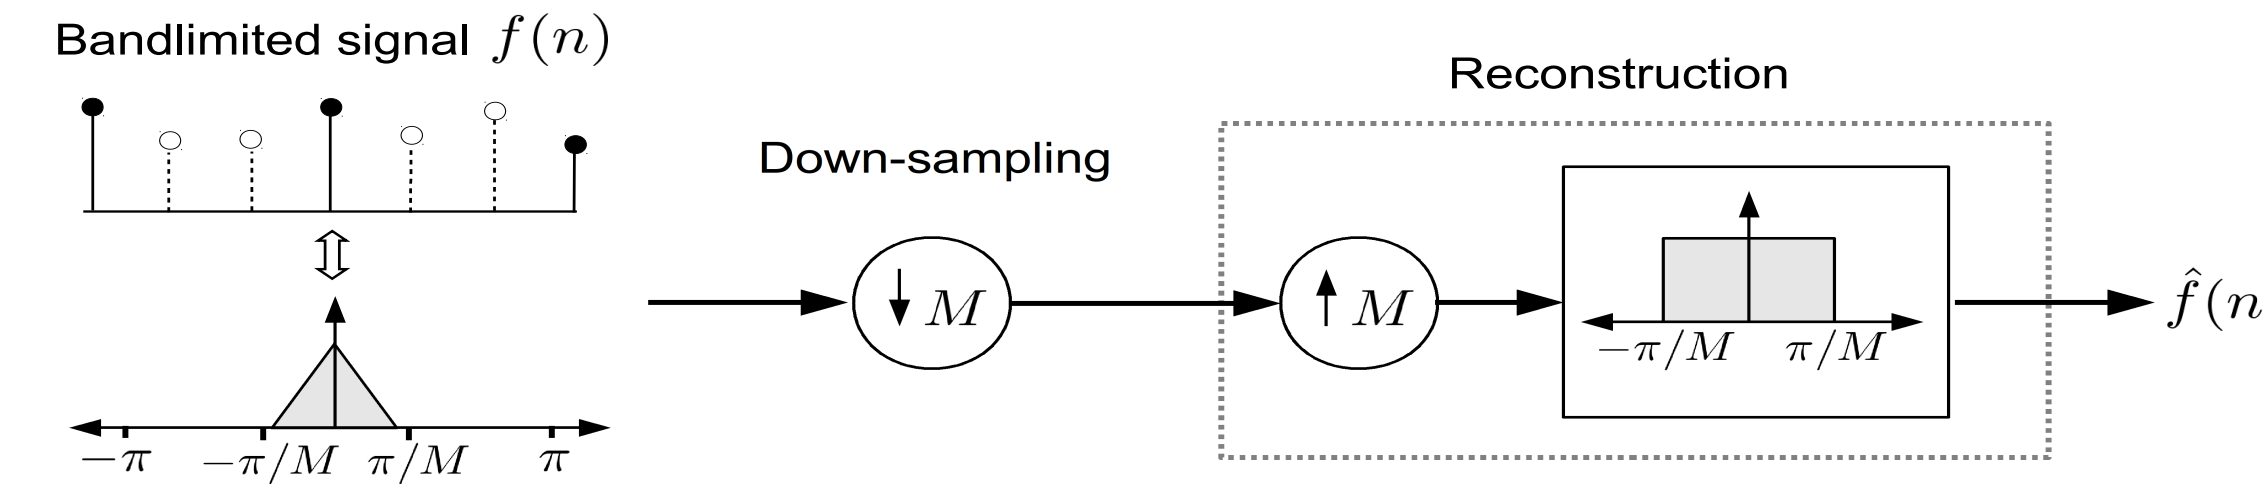 Bandlimited signal f(n)
Reconstruction
Down-sampling
↓ M
↑ M
−π/M π/M
f̂(n
−π −π/M π/M π